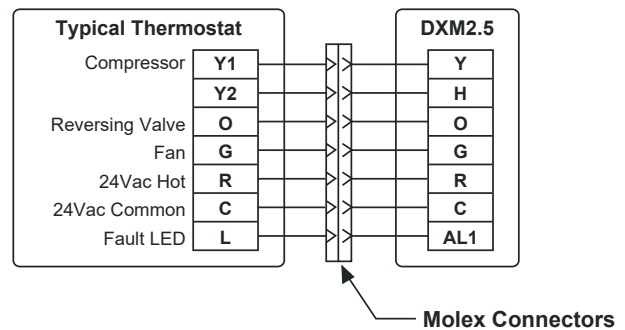 Typical Thermostat DXM2.5
Compressor Y1 Y
Y2 H
Reversing Valve O O
Fan G G
24Vac Hot R R
24Vac Common C C
Fault LED L AL1
Molex Connectors